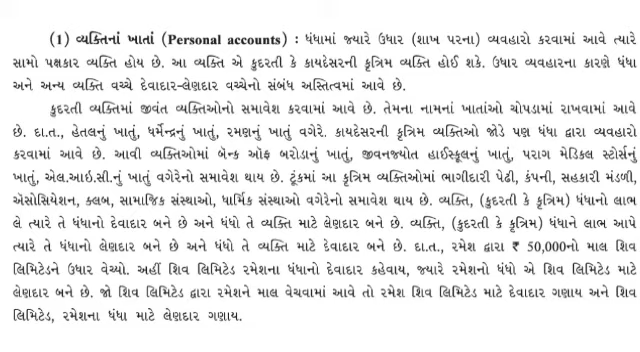 (1) વ્યક્તિનાં ખાતાં (Personal accounts) : ધંધામાં જ્યારે ઉધાર (શાખ પરના) વ્યવહારો કરવામાં આવે ત્યારે
સામો પક્ષકાર વ્યક્તિ હોય છે. આ વ્યક્તિ એ કુદરતી કે કાયદેસરની કૃત્રિમ વ્યક્તિ હોઈ શકે. ઉધાર વ્યવહારના કારણે ધંધા
અને અન્ય વ્યક્તિ વચ્ચે દેવાદાર-લેણદાર વચ્ચેનો સંબંધ અસ્તિત્વમાં આવે છે.
કુદરતી વ્યક્તિમાં જીવંત વ્યક્તિઓનો સમાવેશ કરવામાં આવે છે. તેમના નામનાં ખાતાંઓ ચોપડામાં રાખવામાં આવે
છે. દા.ત., હેતલનું ખાતું, ધર્મેન્દ્રનું ખાતું, રમણનું ખાતું વગેરે. કાયદેસરની કૃત્રિમ વ્યક્તિઓ જોડે પણ ધંધા દ્વારા વ્યવહારો
કરવામાં આવે છે. આવી વ્યક્તિઓમાં બૅન્ક ઑફ બરોડાનું ખાતું, જીવનજ્યોત હાઈસ્કૂલનું ખાતું, પરાગ મેડિકલ સ્ટોર્સનું
ખાતું, એલ.આઇ.સી.નું ખાતું વગેરેનો સમાવેશ થાય છે. ટૂંકમાં આ કૃત્રિમ વ્યક્તિઓમાં ભાગીદારી પેઢી, કંપની, સહકારી મંડળી,
ઍસોસિયેશન, ક્લબ, સામાજિક સંસ્થાઓ, ધાર્મિક સંસ્થાઓ વગેરેનો સમાવેશ થાય છે. વ્યક્તિ, (કુદરતી કે કૃત્રિમ) ધંધાનો લાભ
લે ત્યારે તે ધંધાનો દેવાદાર બને છે અને ધંધો તે વ્યક્તિ માટે લેણદાર બને છે. વ્યક્તિ, (કુદરતી કે કૃત્રિમ) ધંધાને લાભ આપે
ત્યારે તે ધંધાનો લેણદાર બને છે અને ધંધો તે વ્યક્તિ માટે દેવાદાર બને છે. દા.ત., રમેશ દ્વારા ₹ 50,000નો માલ શિવ
લિમિટેડને ઉધાર વેચ્યો. અહીં શિવ લિમિટેડ રમેશના ધંધાનો દેવાદાર કહેવાય, જ્યારે રમેશનો ધંધો એ શિવ લિમિટેડ માટે
લેણદાર બને છે. જો શિવ લિમિટેડ દ્વારા રમેશને માલ વેચવામાં આવે તો રમેશ શિવ લિમિટેડ માટે દેવાદાર ગણાય અને શિવ
લિમિટેડ, રમેશના ધંધા માટે લેણદાર ગણાય.